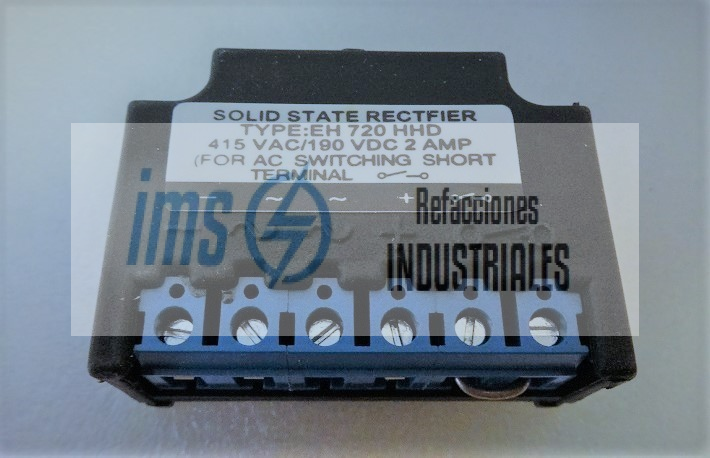 SOLID STATE RECTFIER
TYPE:EH 720 HHD
415 VAC/190 VDC 2 AMP
(FOR AC SWITCHING SHORT
TERMINAL
− ~ ~ +
ims
Refacciones
INDUSTRIALES